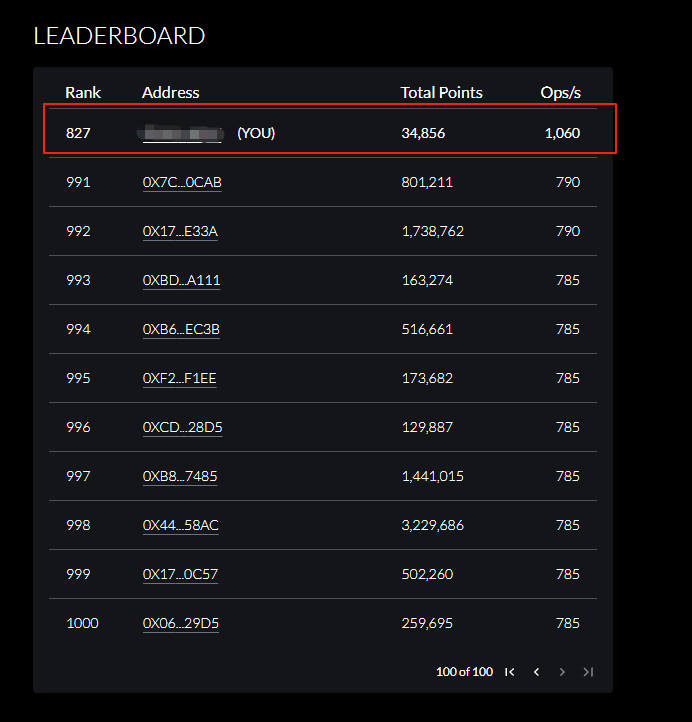 LEADERBOARD
Rank Address Total Points Ops/s
827 (YOU) 34,856 1,060
991 0X7C...0CAB 801,211 790
992 0X17...E33A 1,738,762 790
993 0XBD...A111 163,274 785
994 0XB6...EC3B 516,661 785
995 0XF2...F1EE 173,682 785
996 0XCD...28D5 129,887 785
997 0XB8...7485 1,441,015 785
998 0X44...58AC 3,229,686 785
999 0X17...0C57 502,260 785
1000 0X06...29D5 259,695 785
100 of 100